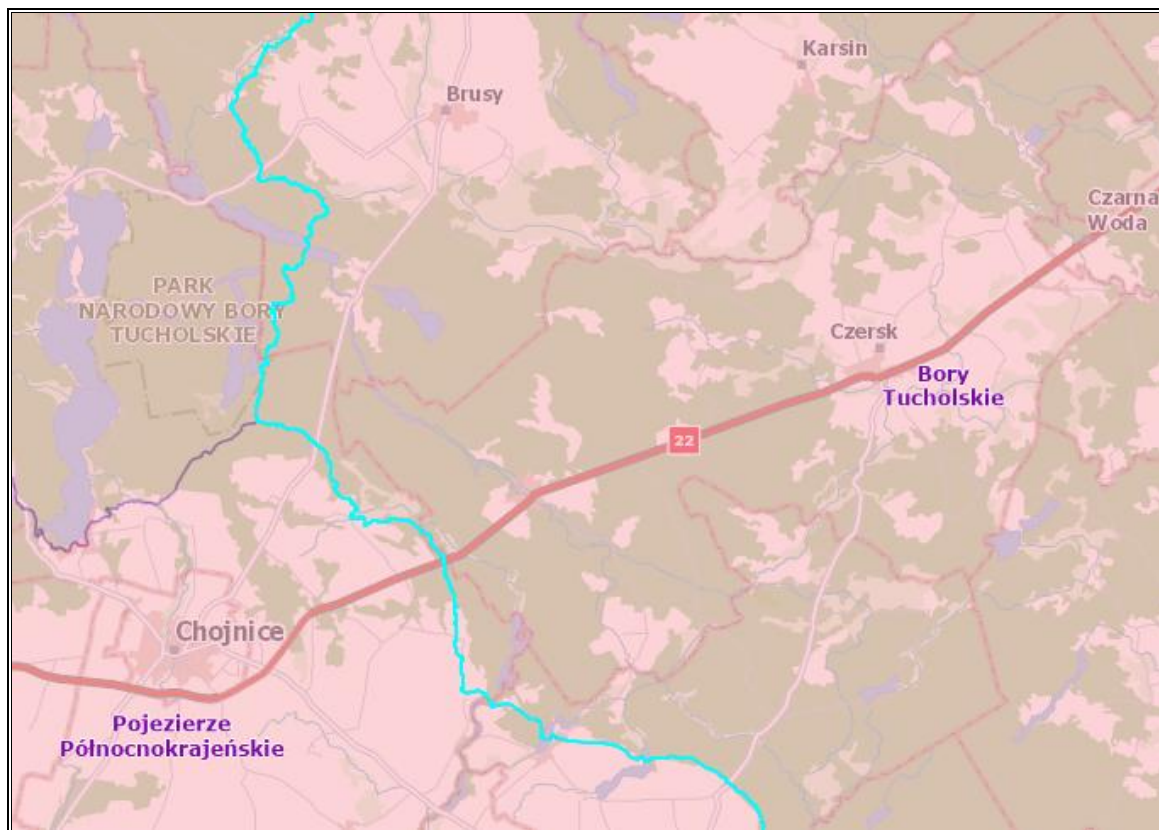 Karsin
Brusy
Czarna
Woda
PARK
NARODOWY BORY
TUCHOLSKIE
Czersk
Bory
Tucholskie
22
Chojnice
Pojezierze
Północnokrajeńskie